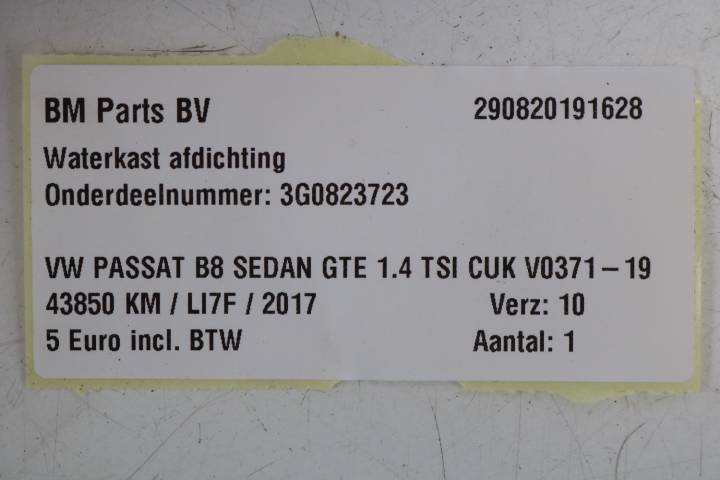 BM Parts BV 290820191628
Waterkast afdichting
Onderdeelnummer: 3G0823723
VW PASSAT B8 SEDAN GTE 1.4 TSI CUK V0371-19
43850 KM / LI7F / 2017 Verz: 10
5 Euro incl. BTW Aantal: 1